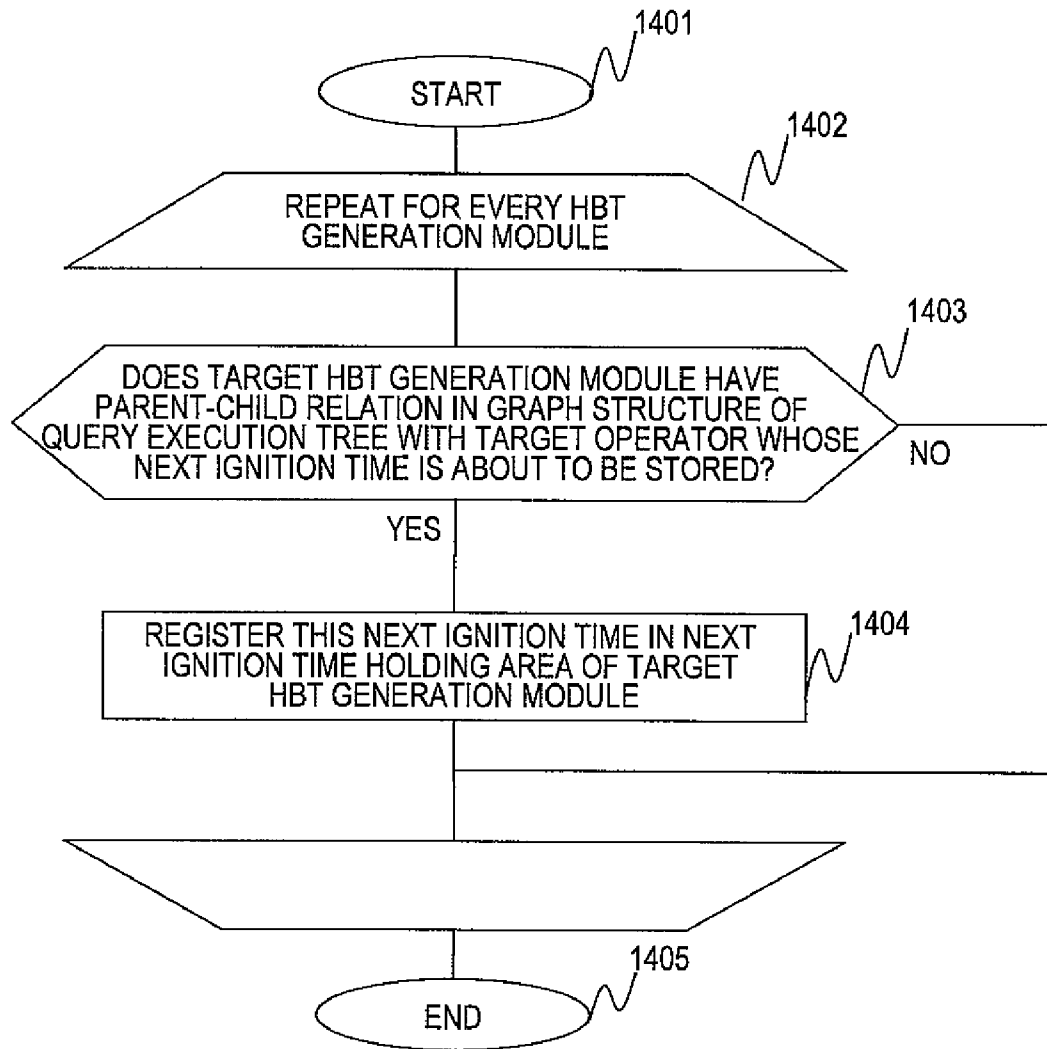 1401
START
1402
REPEAT FOR EVERY HBT
GENERATION MODULE
1403
DOES TARGET HBT GENERATION MODULE HAVE
PARENT-CHILD RELATION IN GRAPH STRUCTURE OF
QUERY EXECUTION TREE WITH TARGET OPERATOR WHOSE
NEXT IGNITION TIME IS ABOUT TO BE STORED?
NO
YES
REGISTER THIS NEXT IGNITION TIME IN NEXT
IGNITION TIME HOLDING AREA OF TARGET
HBT GENERATION MODULE
1404
1405
END